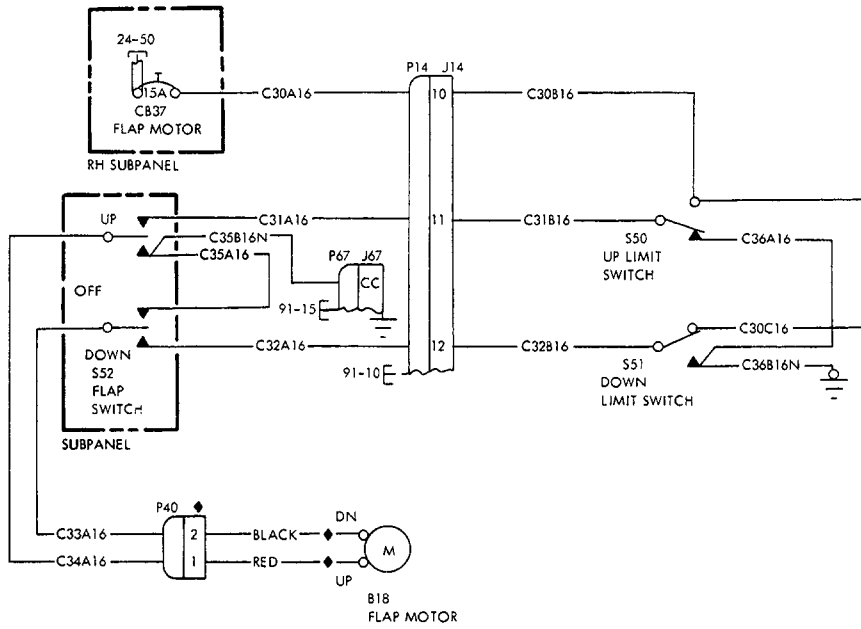 24-50
15A
CB37
FLAP MOTOR
RH SUBPANEL
C30A16
P14 J14
10
C30B16
UP
C31A16
11
C31B16
C35B16N
C35A16
P67 J67
CC
S50
UP LIMIT
SWITCH
C36A16
OFF
91-15
C30C16
DOWN
S52
FLAP
SWITCH
C32A16
12
C32B16
91-10
S51
DOWN
LIMIT SWITCH
C36B16N
SUBPANEL
P40
C33A16
2
BLACK
DN
C34A16
1
RED
UP
M
B18
FLAP MOTOR